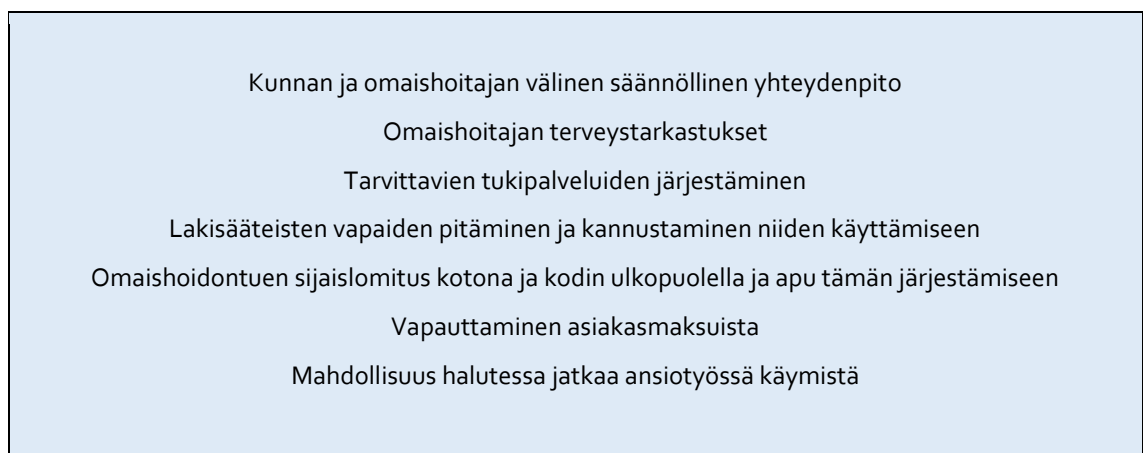 Kunnan ja omaishoitajan välinen säännöllinen yhteydenpito
Omaishoitajan terveystarkastukset
Tarvittavien tukipalveluiden järjestäminen
Lakisääteisten vapaiden pitäminen ja kannustaminen niiden käyttämiseen
Omaishoidontuen sijaislomitus kotona ja kodin ulkopuolella ja apu tämän järjestämiseen
Vapauttaminen asiakasmaksuista
Mahdollisuus halutessa jatkaa ansiotyössä käymistä